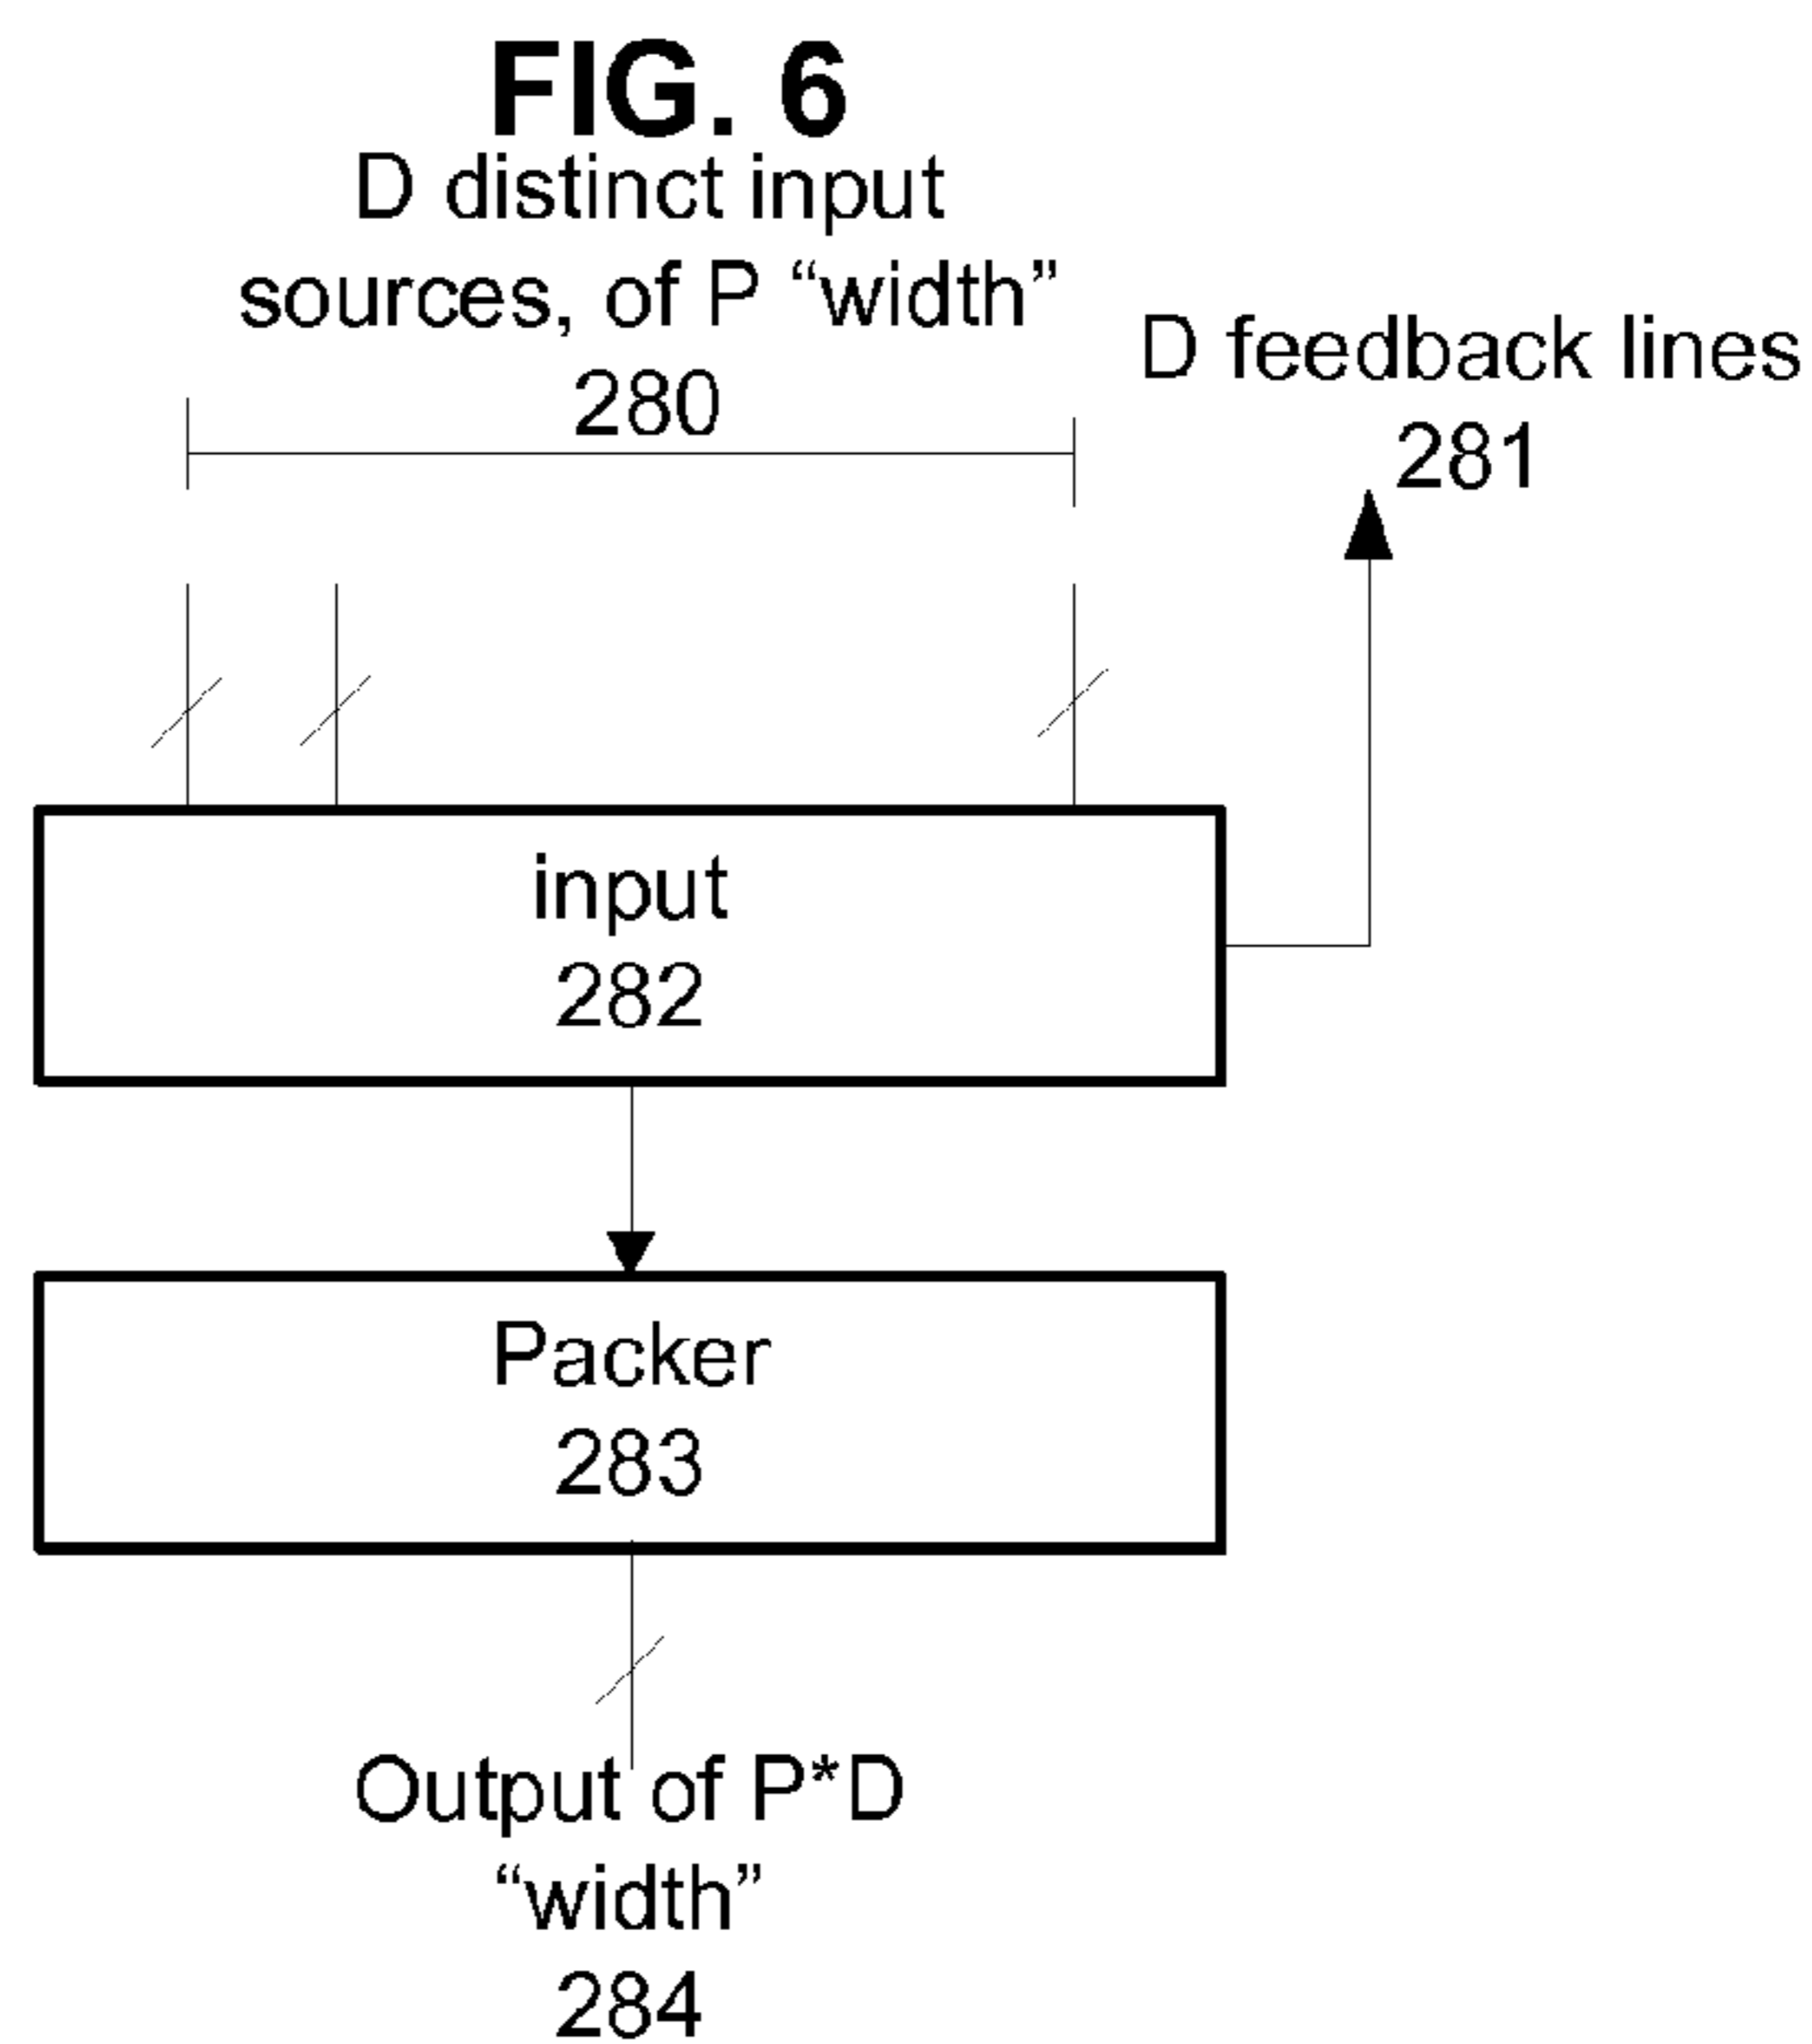 FIG. 6
D distinct input
sources, of P “width”
280
D feedback lines
281
input
282
Packer
283
Output of P*D
“width”
284